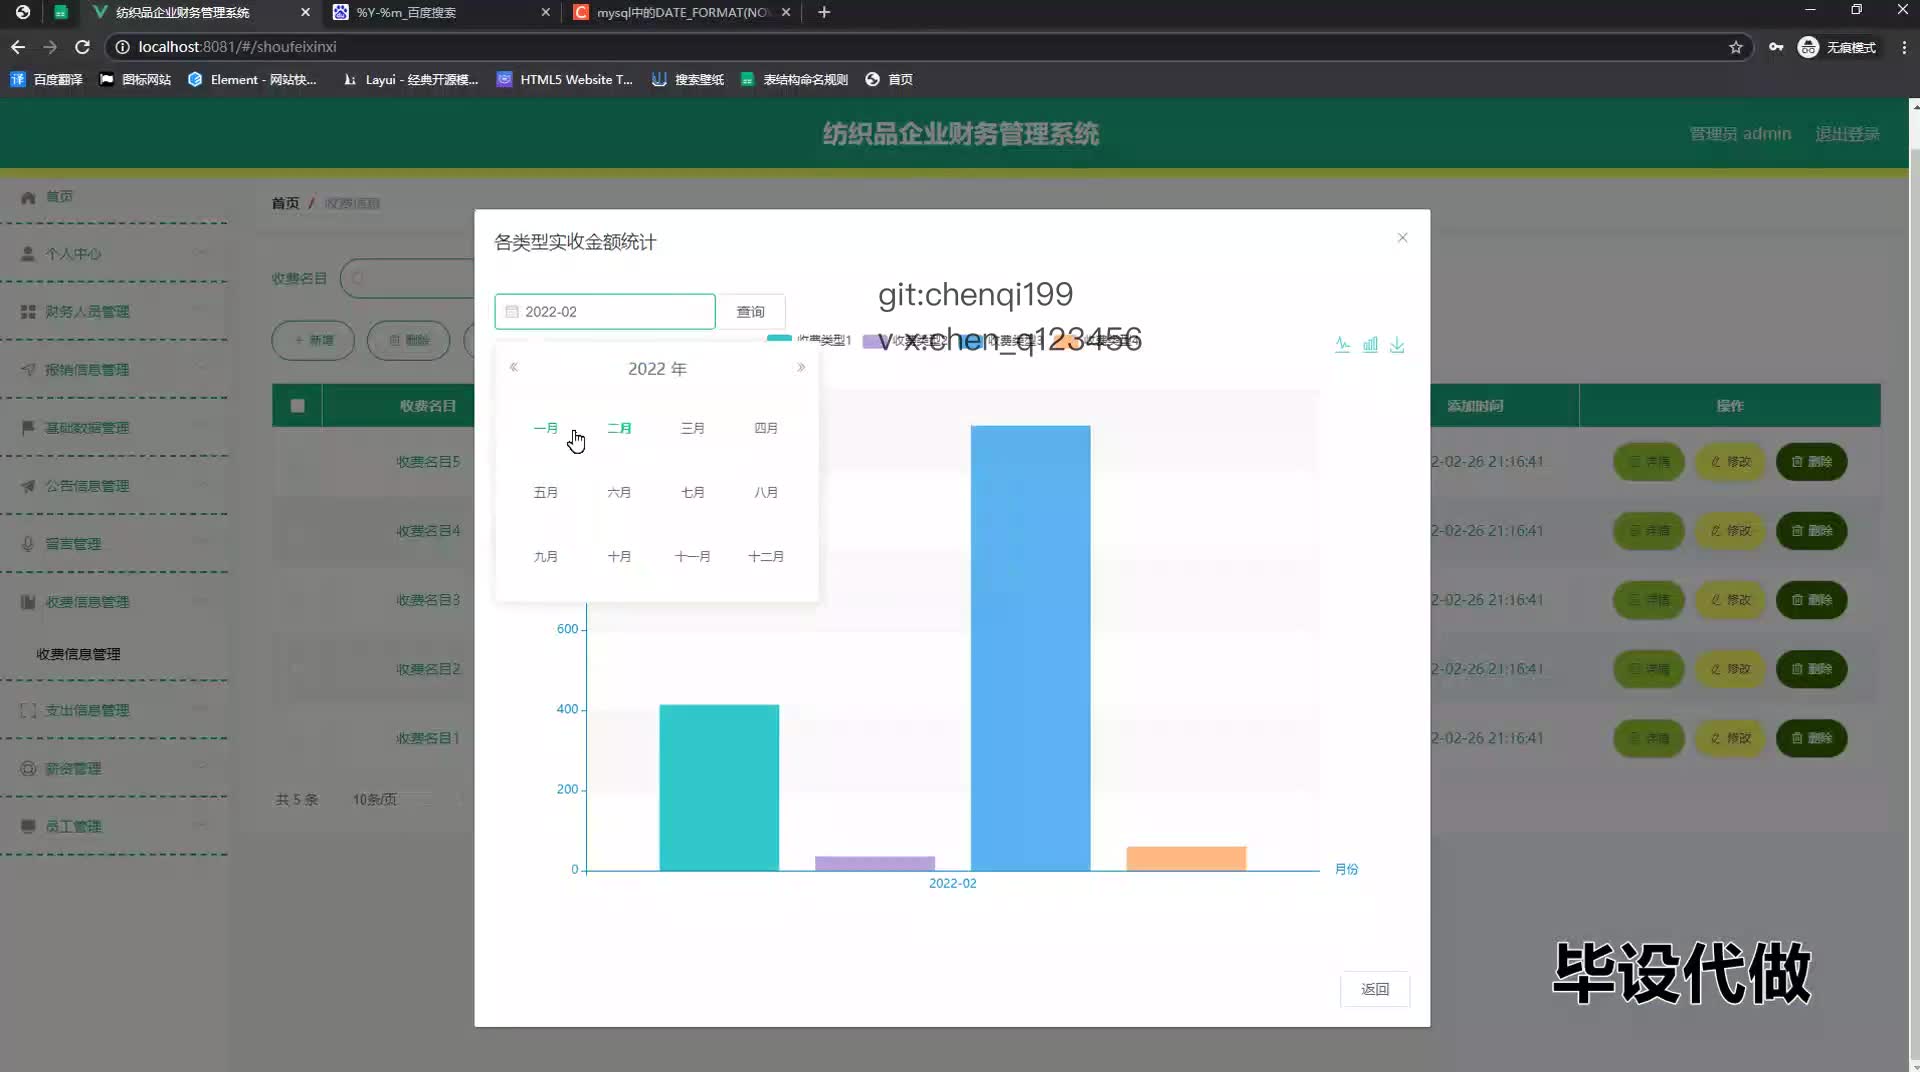 纺织品企业财务管理系统
%Y-%m_百度搜索
mysql中的DATE_FORMAT(NO
localhost:8081/#/shoufeixinxi
无痕模式
百度翻译
图标网站
Element - 网站快...
Layui - 经典开源模...
HTML5 Website T...
搜索壁纸
表结构命名规则
首页
纺织品企业财务管理系统
管理员 admin
退出登录
首页
个人中心
财务人员管理
报销信息管理
基础数据管理
公告信息管理
留言管理
收费信息管理
收费信息管理
支出信息管理
薪资管理
员工管理
首页 / 收费信息
收费名目
+ 新增
删除
收费名目
添加时间
操作
收费名目5
2-02-26 21:16:41
详情
修改
删除
收费名目4
2-02-26 21:16:41
详情
修改
删除
收费名目3
2-02-26 21:16:41
详情
修改
删除
收费名目2
2-02-26 21:16:41
详情
修改
删除
收费名目1
2-02-26 21:16:41
详情
修改
删除
共 5 条
10条/页
各类型实收金额统计
2022-02
查询
git:chenqi199
v x:chen_q123456
收费类型1
收费类型2
收费类型3
收费类型4
2022 年
一月 二月 三月 四月
五月 六月 七月 八月
九月 十月 十一月 十二月
600
400
200
0
2022-02
月份
返回
毕设代做